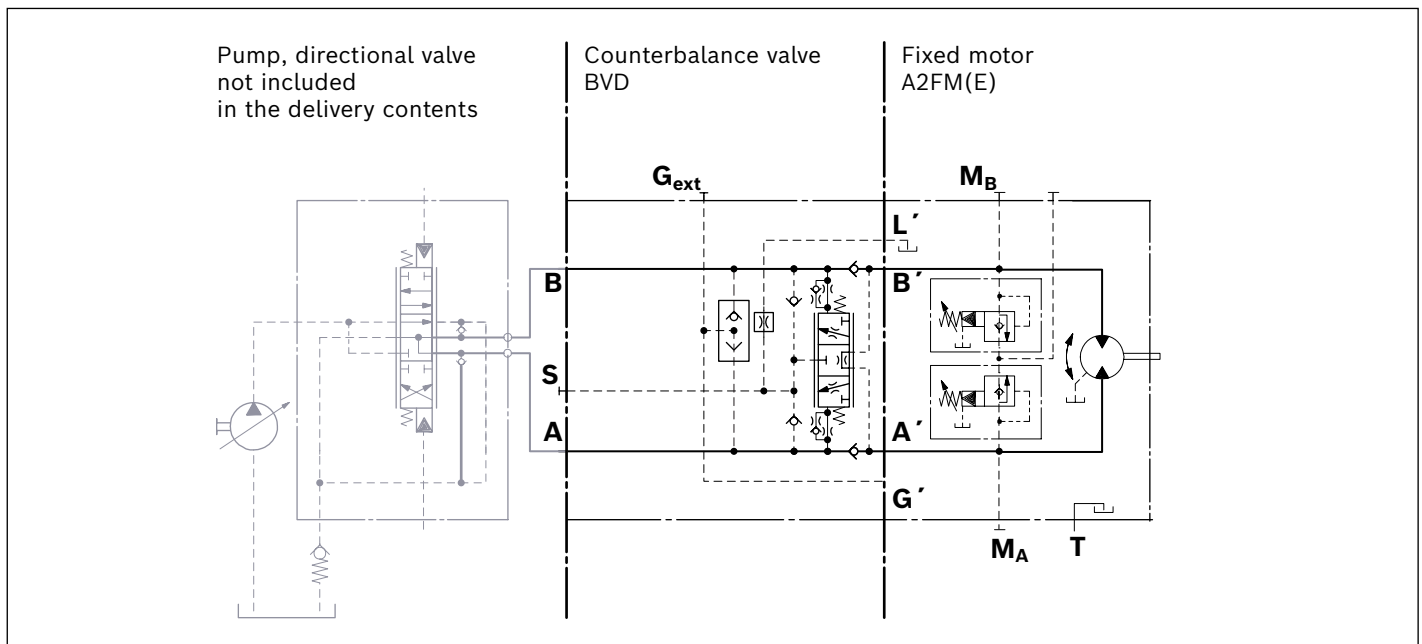 Pump, directional valve
not included
in the delivery contents
Counterbalance valve
BVD
Fixed motor
A2FM(E)
Gext
MB
L´
B
B´
S
A
A´
G´
MA
T